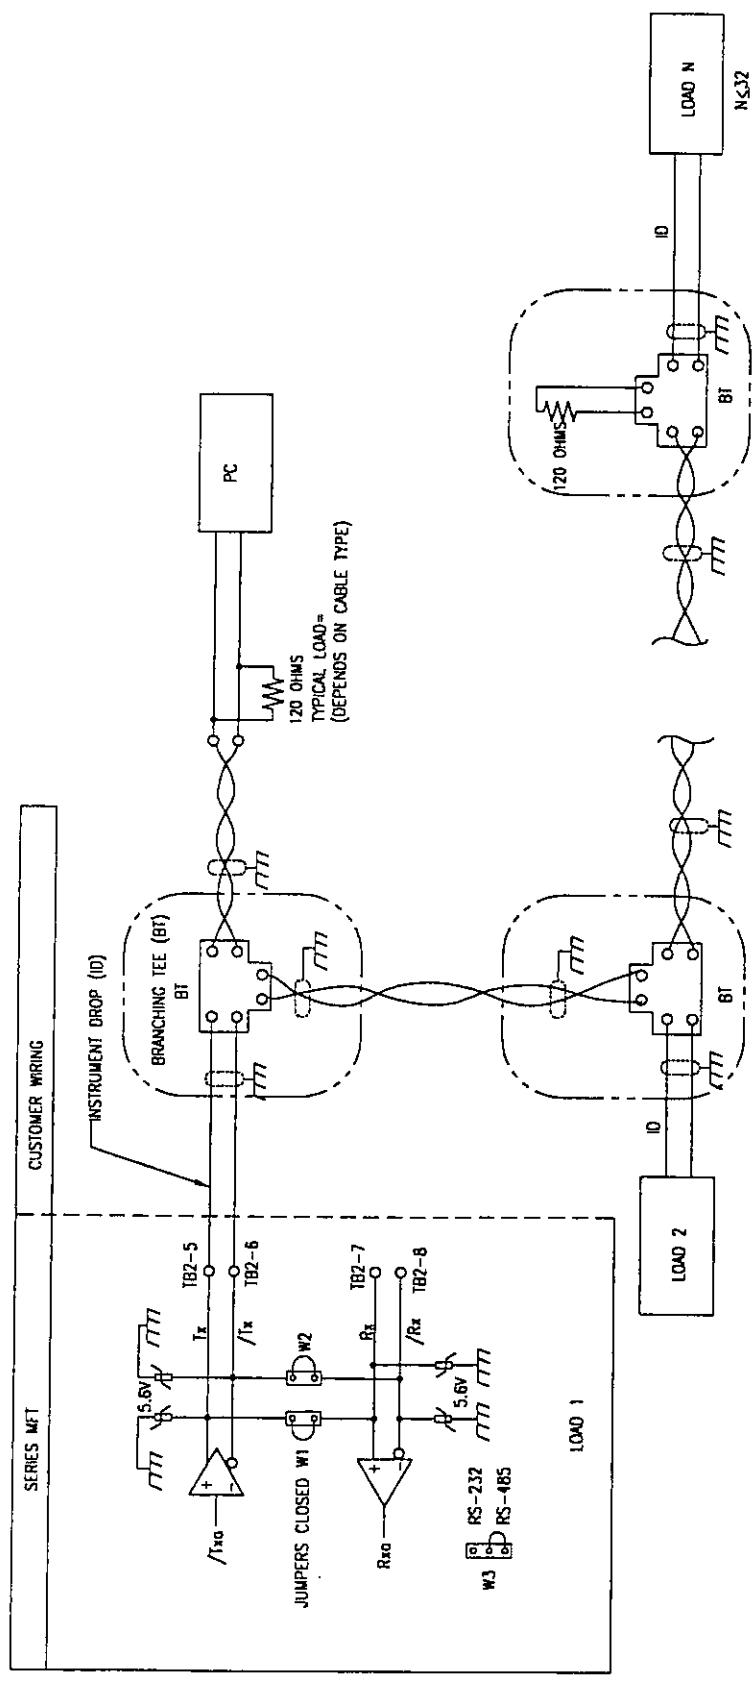 SERIES MFT
CUSTOMER WIRING
INSTRUMENT DROP (ID)
BRANCHING TEE (BT)
BT
PC
120 OHMS
TYPICAL LOAD=
(DEPENDS ON CABLE TYPE)
/Txa
+
-
5.6V
Tx
/Tx
TB2-5
TB2-6
JUMPERS CLOSED W1
W2
Rxa
+
-
Rx
/Rx
TB2-7
TB2-8
5.6V
W3
RS-232
RS-485
LOAD 1
LOAD 2
ID
BT
120 OHMS
BT
ID
LOAD N
N≤32